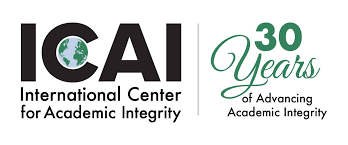 ICAI
International Center
for Academic Integrity
30
Years
of Advancing
Academic Integrity